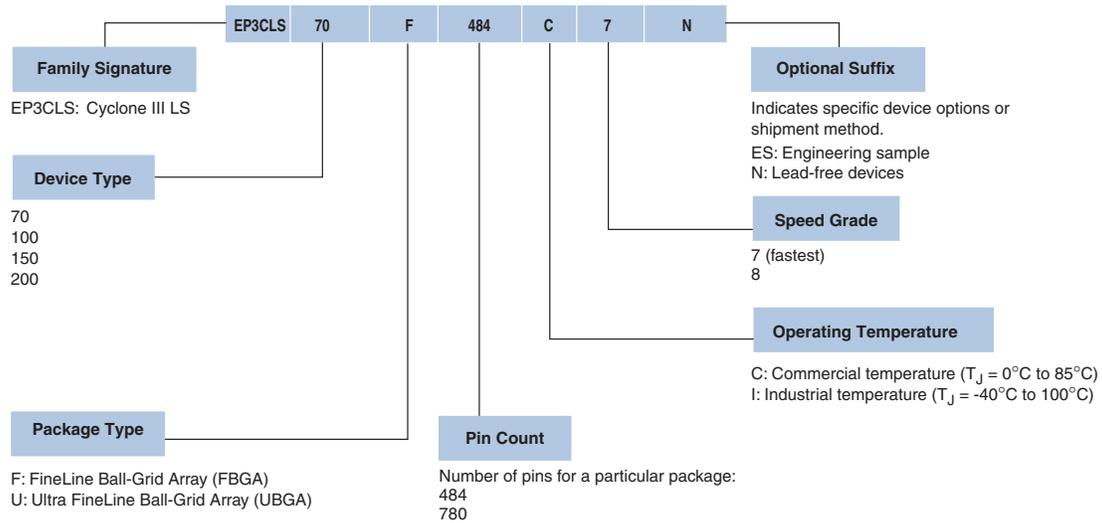 EP3CLS 70 F 484 C 7 N
Family Signature
EP3CLS: Cyclone III LS
Device Type
70
100
150
200
Package Type
F: FineLine Ball-Grid Array (FBGA)
U: Ultra FineLine Ball-Grid Array (UBGA)
Pin Count
Number of pins for a particular package:
484
780
Optional Suffix
Indicates specific device options or
shipment method.
ES: Engineering sample
N: Lead-free devices
Speed Grade
7 (fastest)
8
Operating Temperature
C: Commercial temperature (TJ = 0°C to 85°C)
I: Industrial temperature (TJ = -40°C to 100°C)